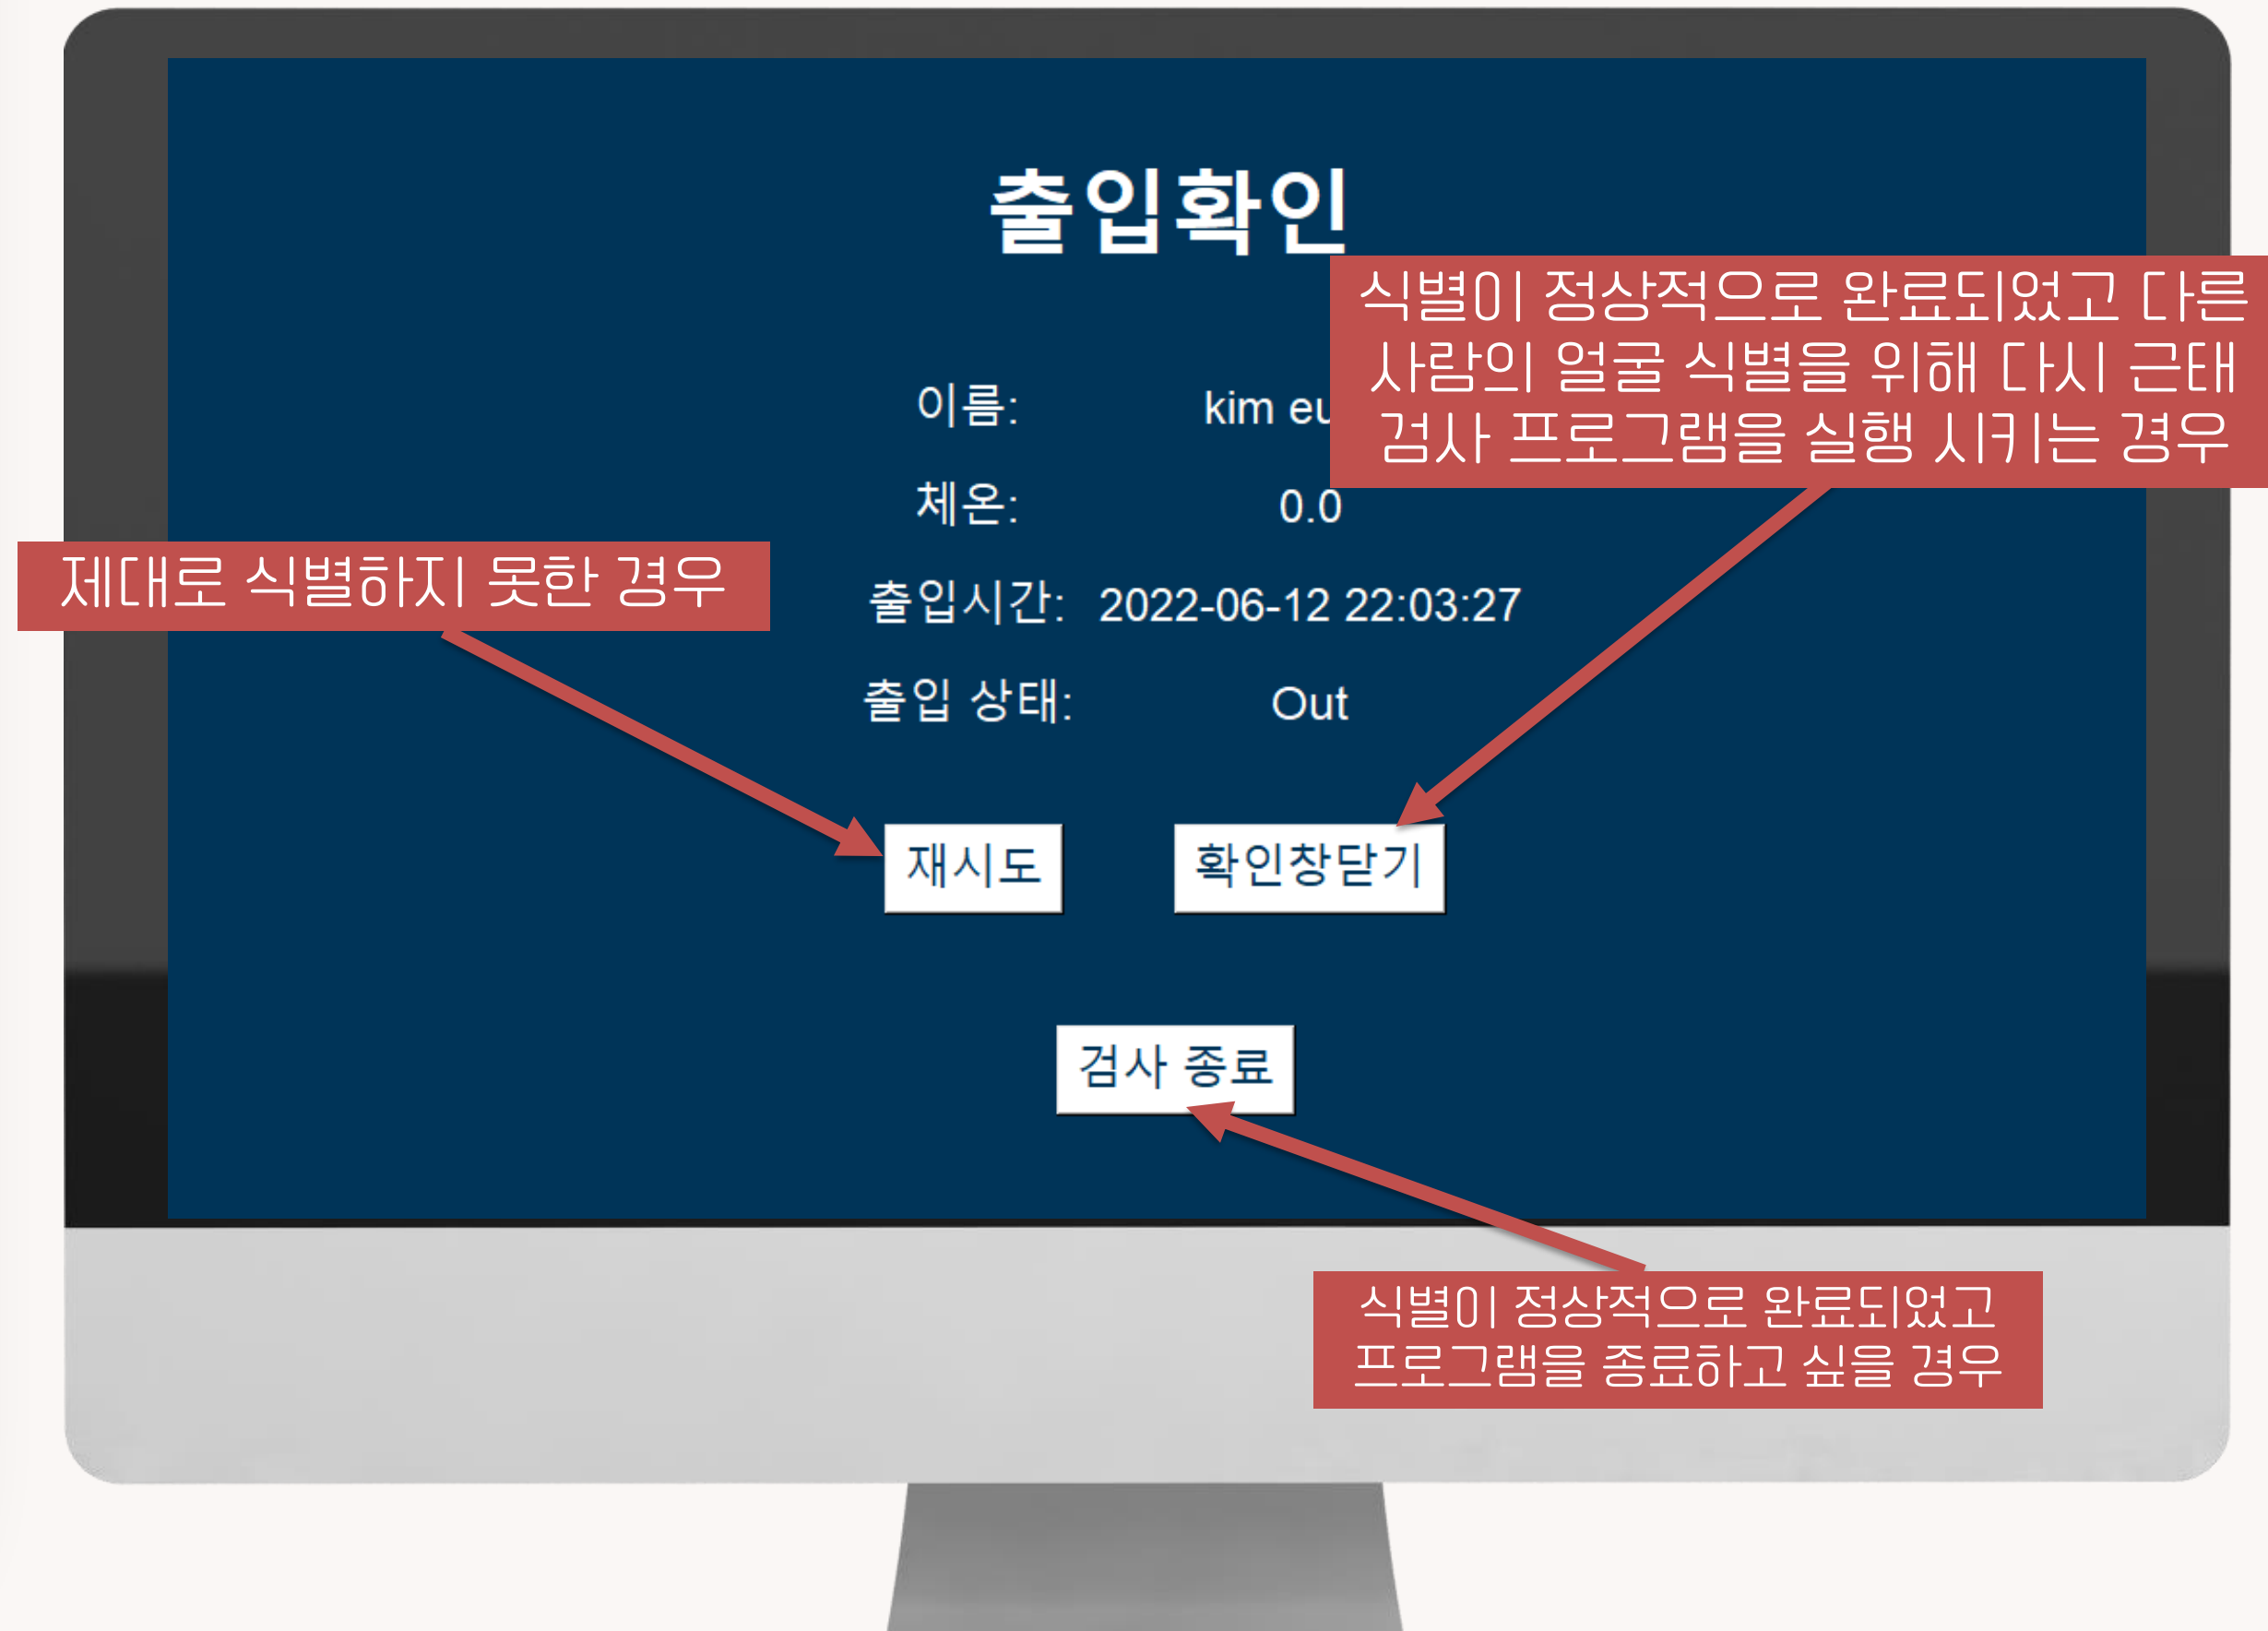 출입확인
식별이 정상적으로 완료되었고 다른
사람의 얼굴 식별을 위해 다시 근태
검사 프로그램을 실행 시키는 경우
이름: kim
체온: 0.0
제대로 식별하지 못한 경우
출입시간: 2022-06-12 22:03:27
출입 상태: Out
재시도 확인창닫기
검사 종료
식별이 정상적으로 완료되었고
프로그램을 종료하고 싶을 경우